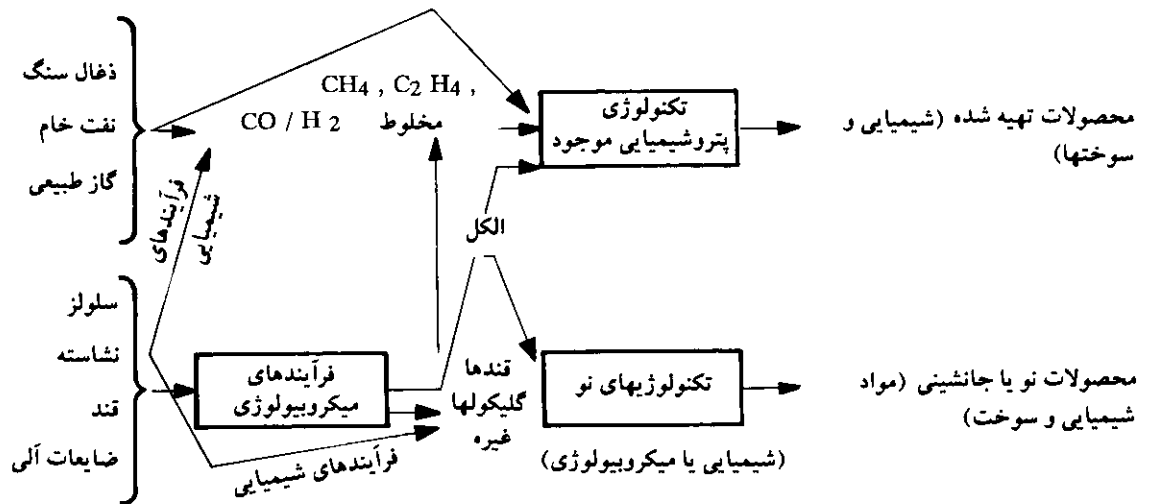 ذغال سنگ
نفت خام
گاز طبیعی
CH4 , C2 H4 ,
CO / H 2 مخلوط
تکنولوژی
پتروشیمیایی موجود
محصولات تهیه شده (شیمیایی و
سوختها)
فرآیندهای
شیمیایی
الکل
سلولز
نشاسته
قند
ضایعات آلی
فرآیندهای
میکروبیولوژی
قندها
گلیکولها
غیره
فرآیندهای شیمیایی
تکنولوژیهای نو
(شیمیایی یا میکروبیولوژی)
محصولات نو یا جانشینی (مواد
شیمیایی و سوخت)